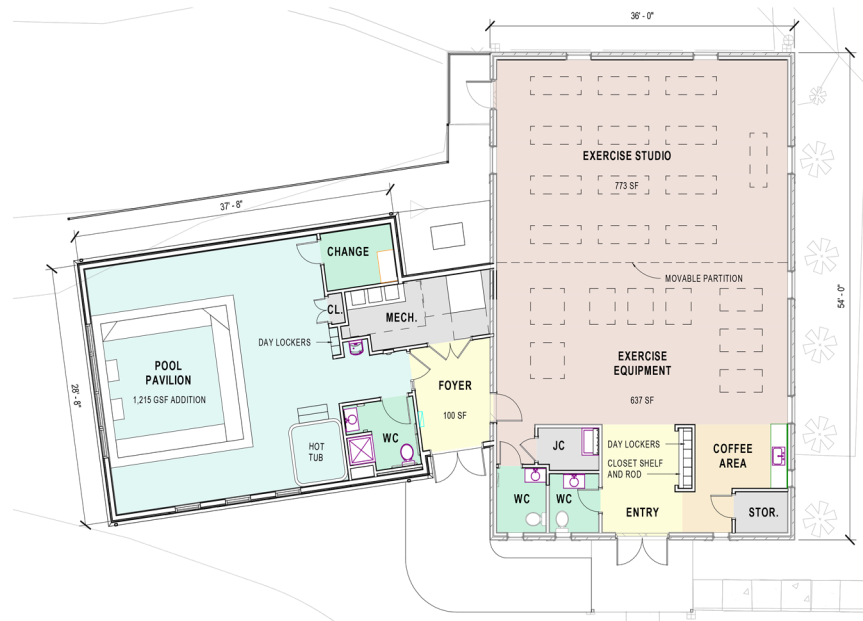 36' - 0"
EXERCISE STUDIO
773 SF
37' - 8"
CHANGE
MOVABLE PARTITION
54' - 0"
CL.
MECH.
DAY LOCKERS
EXERCISE
EQUIPMENT
637 SF
POOL
PAVILION
1,215 GSF ADDITION
28' - 8"
FOYER
100 SF
HOT
TUB
WC
JC
DAY LOCKERS
CLOSET SHELF
AND ROD
COFFEE
AREA
WC
WC
ENTRY
STOR.